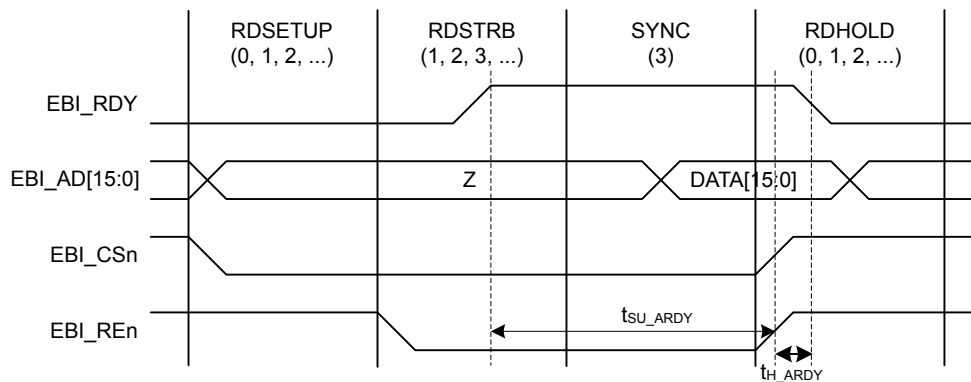 RDSETUP
(0, 1, 2, ...)
RDSTRB
(1, 2, 3, ...)
SYNC
(3)
RDHOLD
(0, 1, 2, ...)
EBI_RDY
EBI_AD[15:0]
Z
DATA[15:0]
EBI_CSn
EBI_REn
tSU_ARDY
tH_ARDY